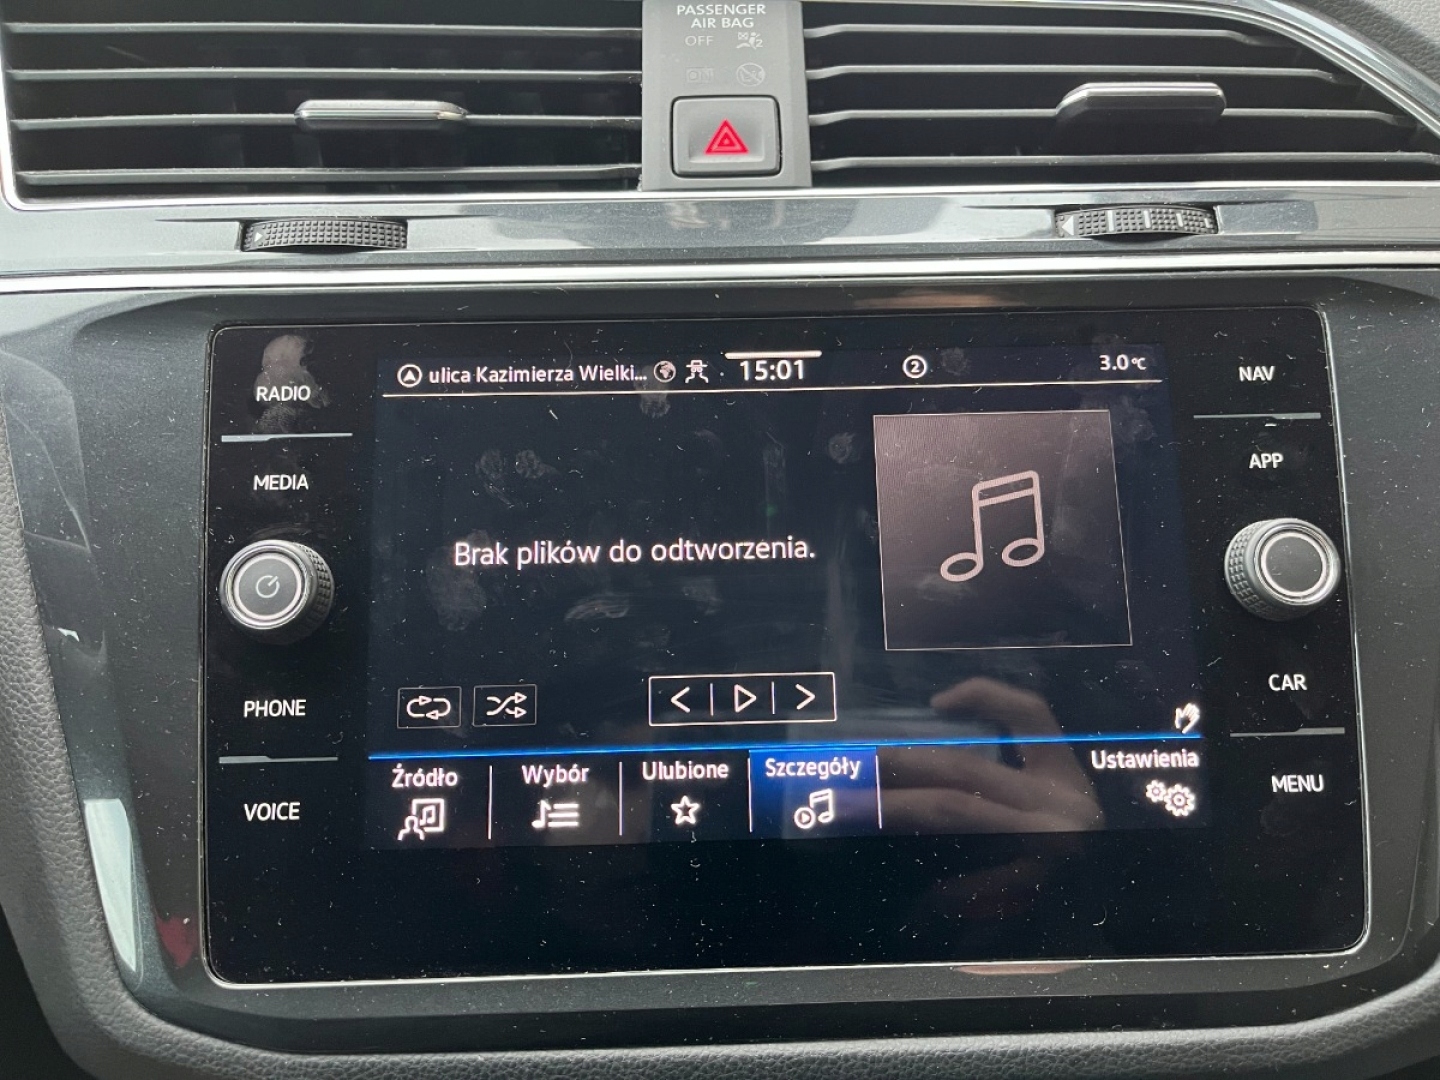 PASSENGER
AIR BAG
OFF
ulica Kazimierza Wielki... 15:01 2 3.0°C
RADIO
MEDIA
PHONE
VOICE
Brak plików do odtworzenia.
Źródło Wybór Ulubione Szczegóły Ustawienia
NAV
APP
CAR
MENU